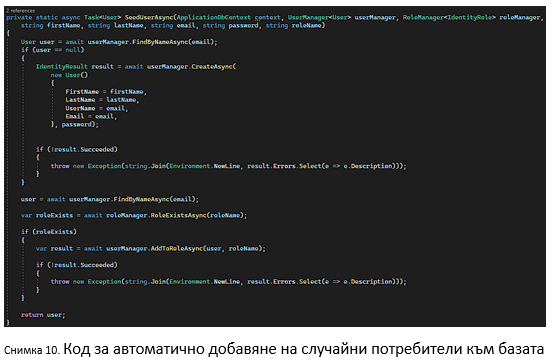 2 references
private static async Task<User> SeedUserAsync(ApplicationDbContext context, UserManager<User> userManager, RoleManager<IdentityRole> roleManager,
string firstName, string lastName, string email, string password, string roleName)
{
User user = await userManager.FindByNameAsync(email);
if (user == null)
{
IdentityResult result = await userManager.CreateAsync(
new User()
{
FirstName = firstName,
LastName = lastName,
UserName = email,
Email = email,
}, password);
if (!result.Succeeded)
{
throw new Exception(string.Join(Environment.NewLine, result.Errors.Select(e => e.Description)));
}
}
user = await userManager.FindByNameAsync(email);
var roleExists = await roleManager.RoleExistsAsync(roleName);
if (roleExists)
{
var result = await userManager.AddToRoleAsync(user, roleName);
if (!result.Succeeded)
{
throw new Exception(string.Join(Environment.NewLine, result.Errors.Select(e => e.Description)));
}
}
return user;
}
Снимка 10. Код за автоматично добавяне на случайни потребители към базата